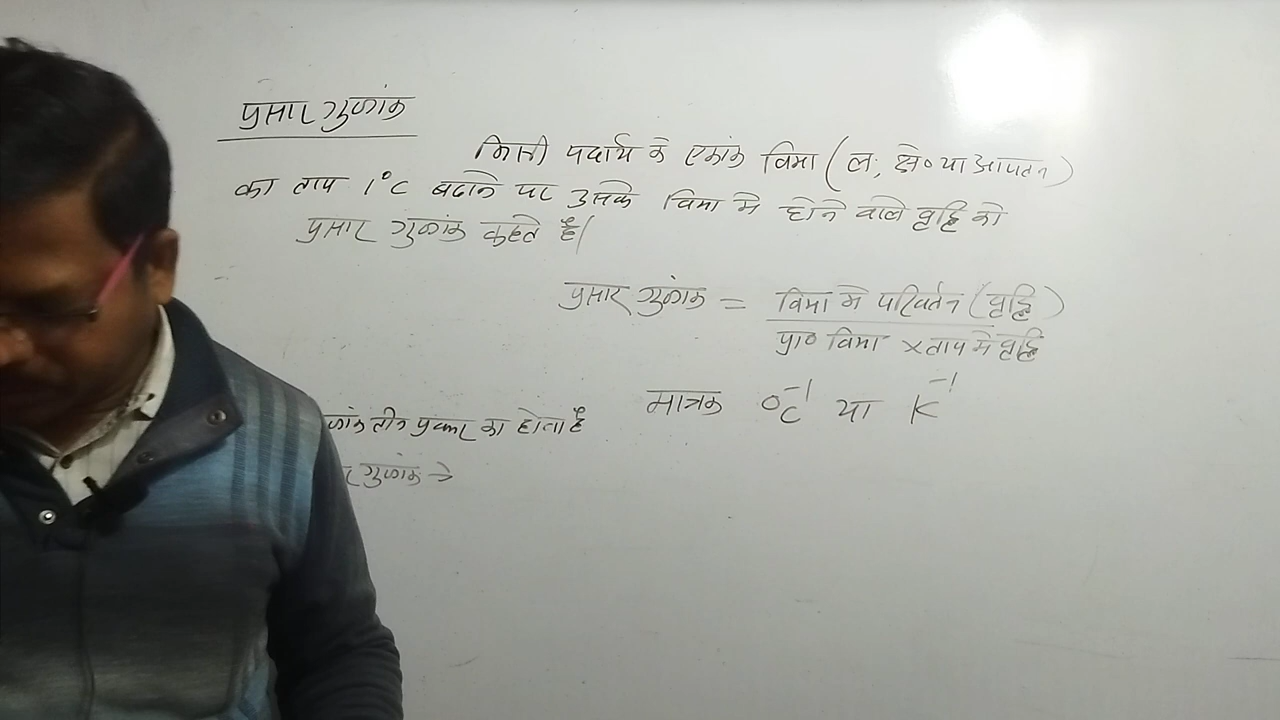 प्रसार गुणांक
किसी पदार्थ के एकांक विमा (ल; क्षे० या आयतन)
का ताप 1°C बढाने पर उसके विमा मे होने वाले वृद्धि को
प्रसार गुणांक कहते है।
प्रसार गुणांक = विमा मे परिवर्तन (वृद्धि)
प्रा० विमा × ताप मे वृद्धि
मात्रक °C⁻¹ या K⁻¹
णांक तीन प्रकार का होता है
र गुणांक →